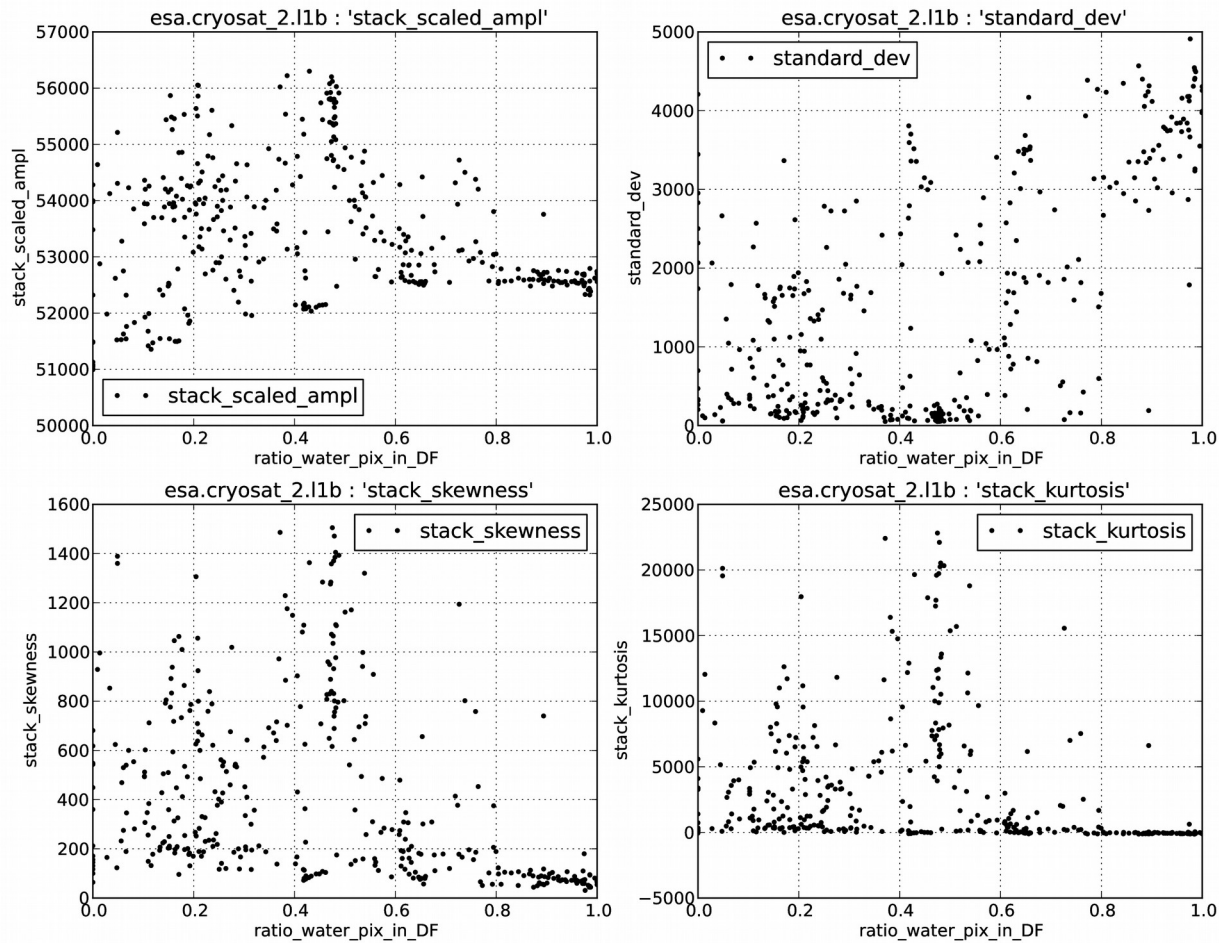 esa.cryosat_2.l1b : 'stack_scaled_ampl'
57000
56000
55000
54000
53000
52000
51000
50000
stack_scaled_ampl
stack_scaled_ampl
0.0 0.2 0.4 0.6 0.8 1.0
ratio_water_pix_in_DF
esa.cryosat_2.l1b : 'standard_dev'
5000
4000
3000
2000
1000
0
standard_dev
standard_dev
0.0 0.2 0.4 0.6 0.8 1.0
ratio_water_pix_in_DF
esa.cryosat_2.l1b : 'stack_skewness'
1600
1400
1200
1000
800
600
400
200
0
stack_skewness
stack_skewness
0.0 0.2 0.4 0.6 0.8 1.0
ratio_water_pix_in_DF
esa.cryosat_2.l1b : 'stack_kurtosis'
25000
20000
15000
10000
5000
0
−5000
stack_kurtosis
stack_kurtosis
0.0 0.2 0.4 0.6 0.8 1.0
ratio_water_pix_in_DF